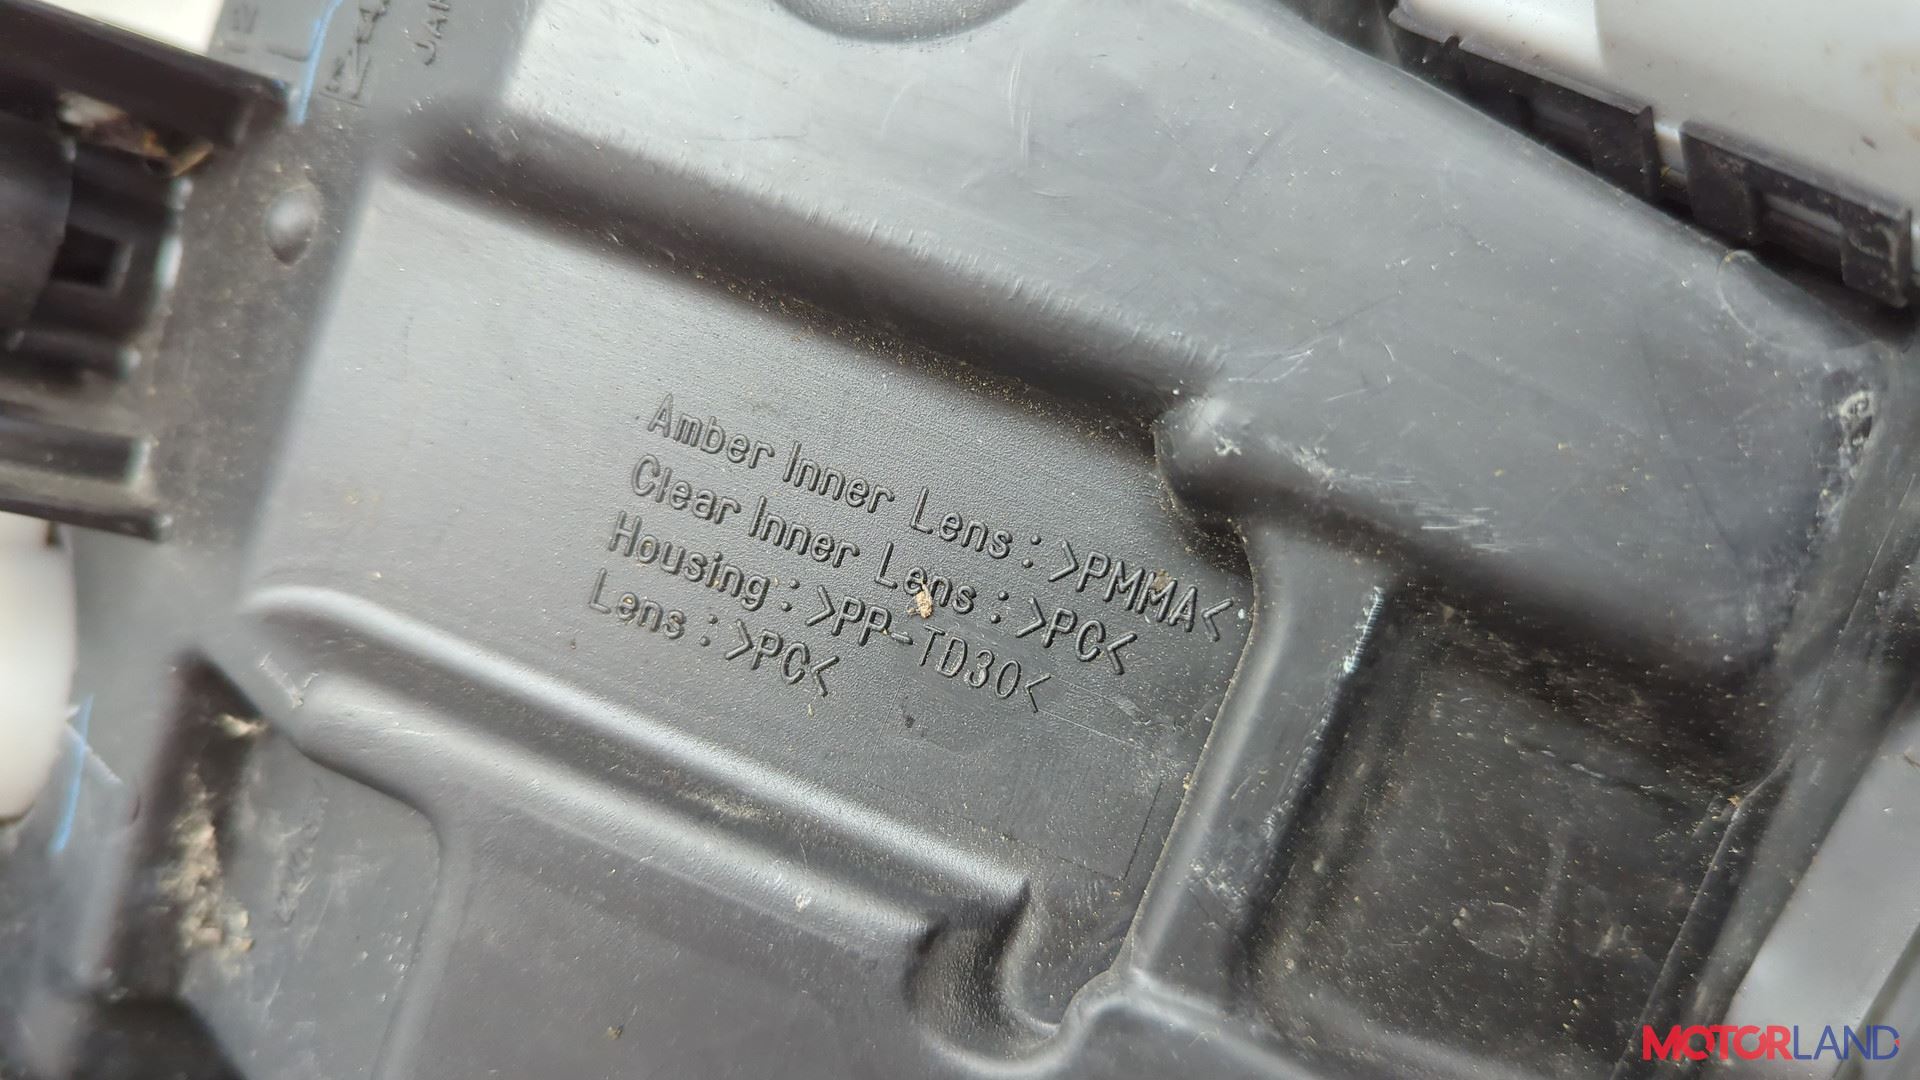 Amber Inner Lens : >PMMA<
Clear Inner Lens : >PC<
Housing : >PP-TD30<
Lens : >PC<
MOTORLAND